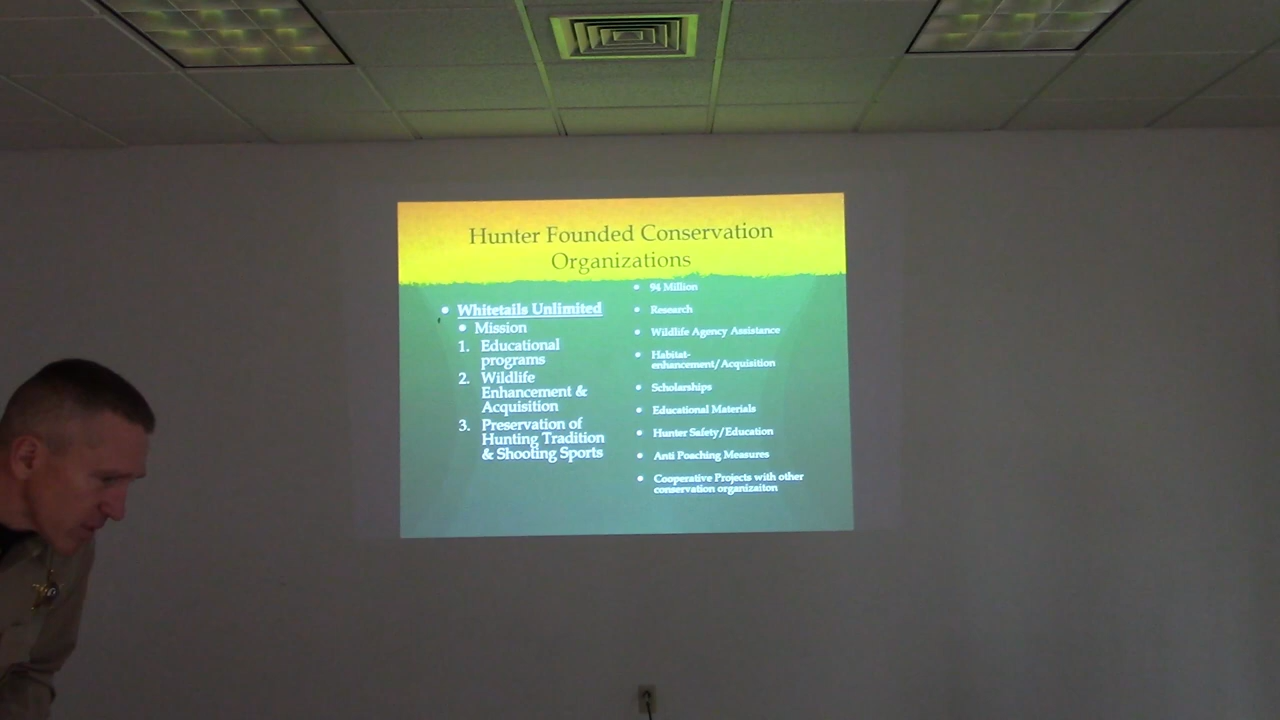 Hunter Founded Conservation
Organizations
Whitetails Unlimited
Mission
1. Educational
programs
2. Wildlife
Enhancement &
Acquisition
3. Preservation of
Hunting Tradition
& Shooting Sports
94 Million
Research
Wildlife Agency Assistance
Habitat-
enhancement/Acquisition
Scholarships
Educational Materials
Hunter Safety/Education
Anti Poaching Measures
Cooperative Projects with other
conservation organizaiton